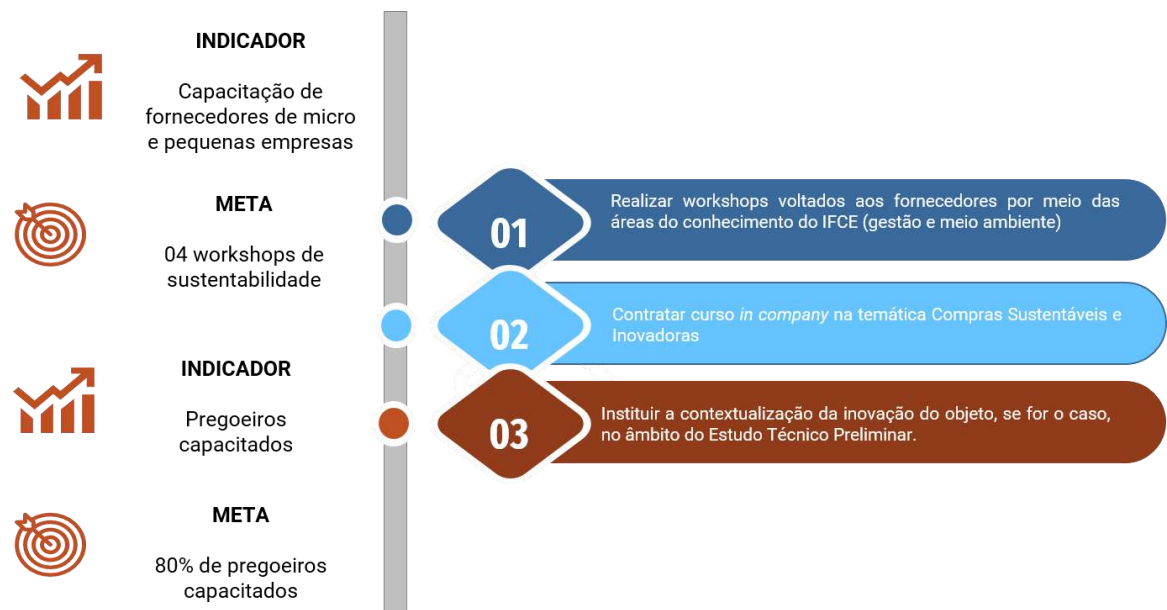 INDICADOR
Capacitação de
fornecedores de micro
e pequenas empresas
META
04 workshops de
sustentabilidade
INDICADOR
Pregoeiros
capacitados
META
80% de pregoeiros
capacitados
01
Realizar workshops voltados aos fornecedores por meio das
áreas do conhecimento do IFCE (gestão e meio ambiente)
02
Contratar curso in company na temática Compras Sustentáveis e
Inovadoras
03
Instituir a contextualização da inovação do objeto, se for o caso,
no âmbito do Estudo Técnico Preliminar.